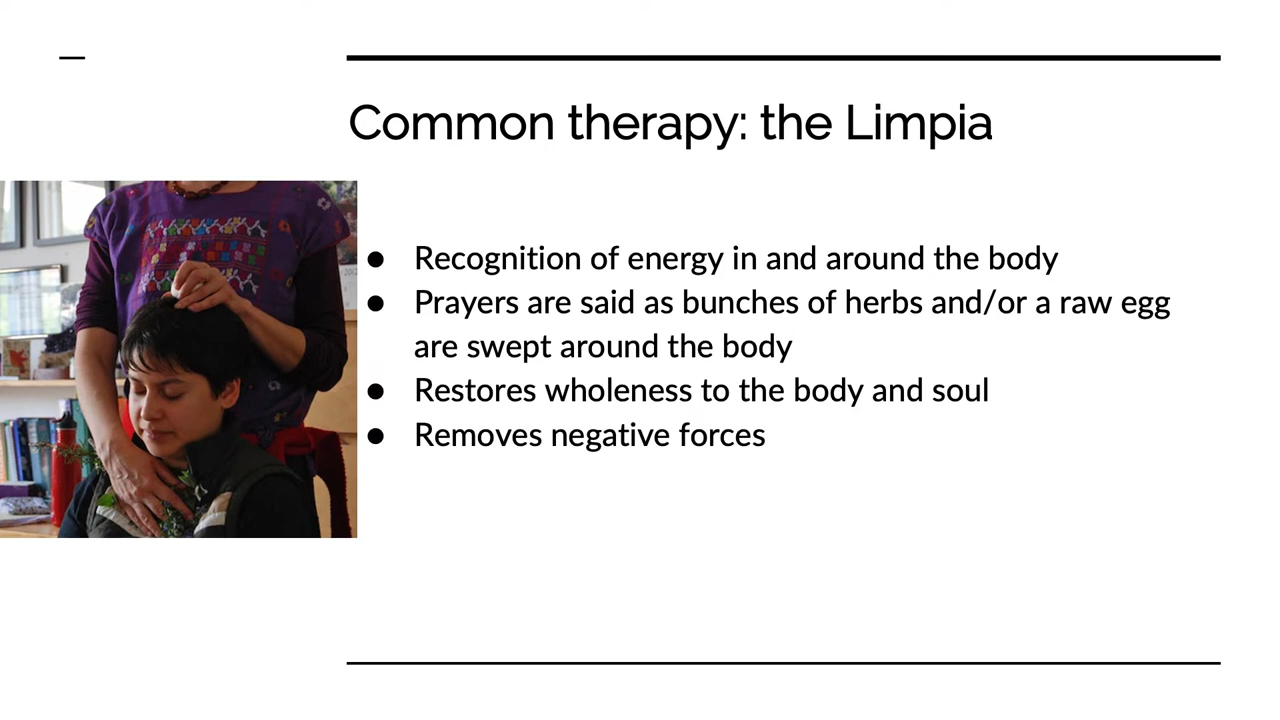 Common therapy: the Limpia
● Recognition of energy in and around the body
● Prayers are said as bunches of herbs and/or a raw egg
are swept around the body
● Restores wholeness to the body and soul
● Removes negative forces